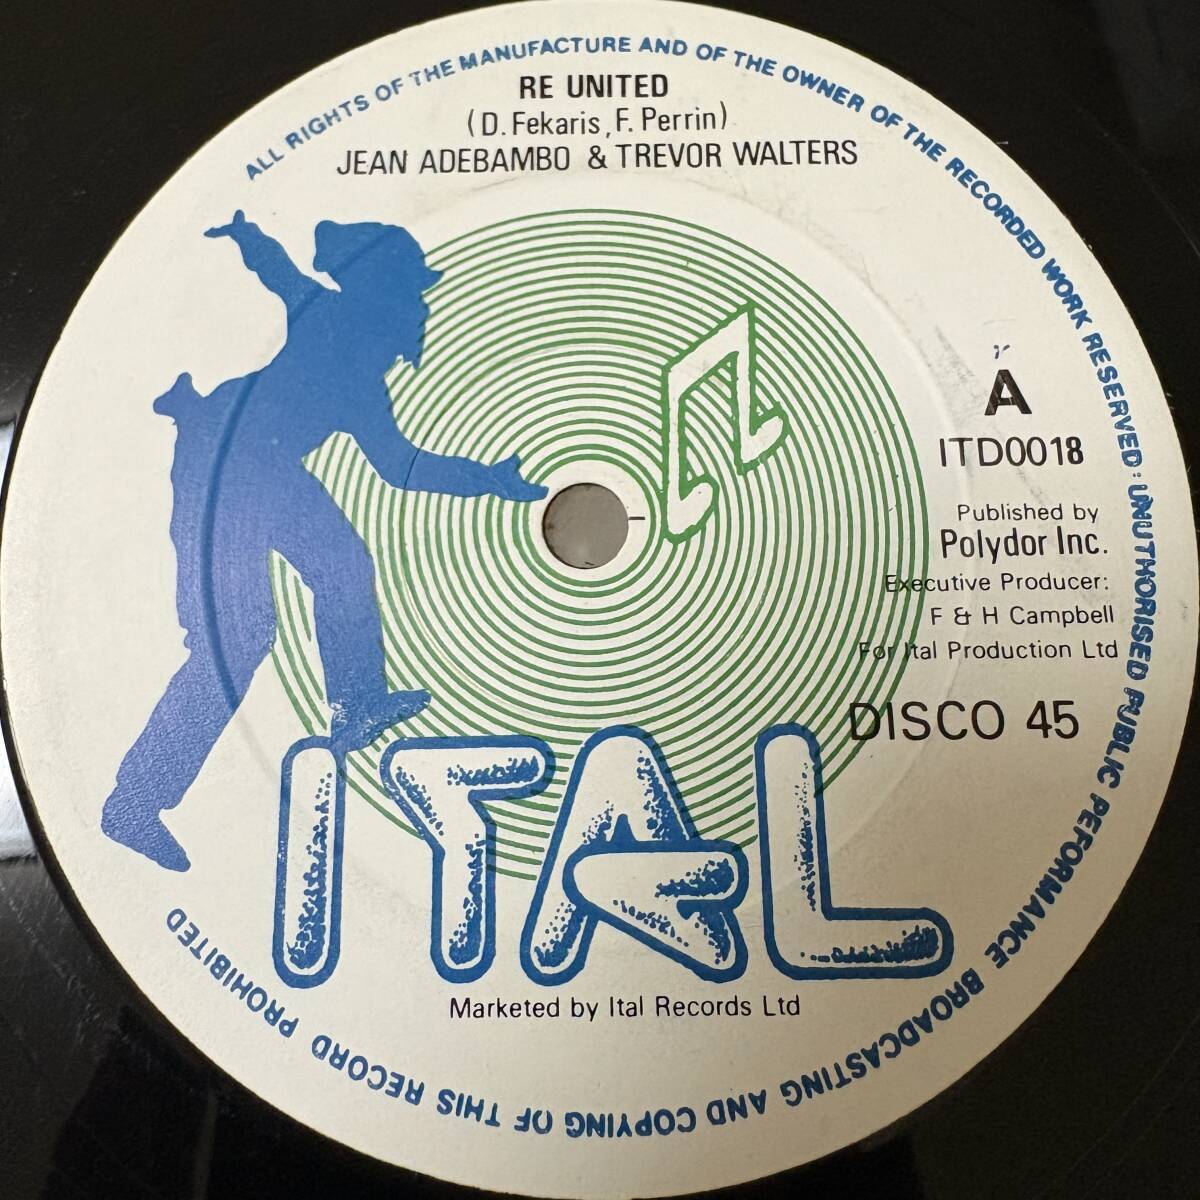 ALL RIGHTS OF THE MANUFACTURE AND OF THE OWNER OF THE RECORDED WORK RESERVED: UNUTHORISED PUBLIC PEFORMANCE BROADCASTING AND COPYING OF THIS RECORD PROHIBITED
RE UNITED
(D. Fekaris, F. Perrin)
JEAN ADEBAMBO & TREVOR WALTERS
A
ITD0018
Published by
Polydor Inc.
Executive Producer:
F & H Campbell
For Ital Production Ltd
DISCO 45
ITAL
Marketed by Ital Records Ltd